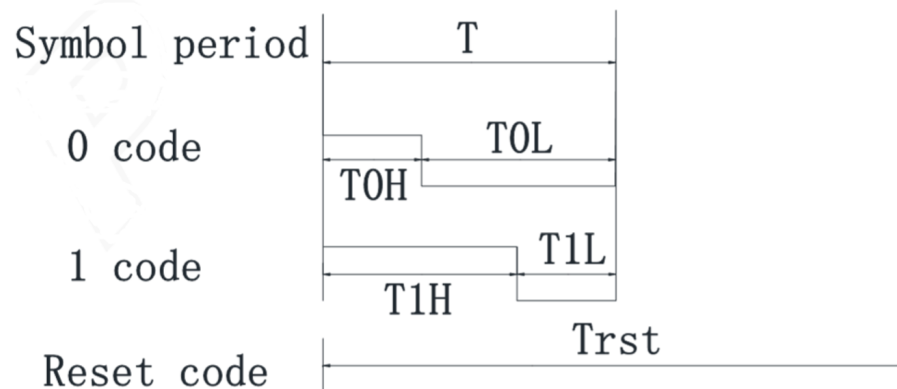 Symbol period T
0 code T0H T0L
1 code T1H T1L
Reset code Trst